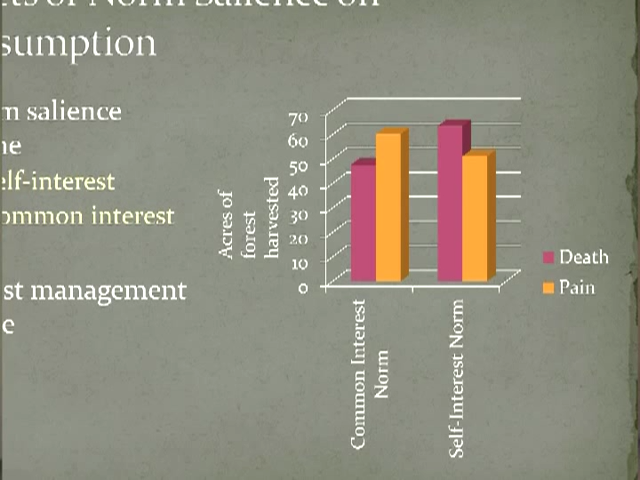 sumption
m salience
elf-interest
ommon interest
st management
Acres of
forest
harvested
70
60
50
40
30
20
10
0
Common Interest
Norm
Self-Interest Norm
Death
Pain